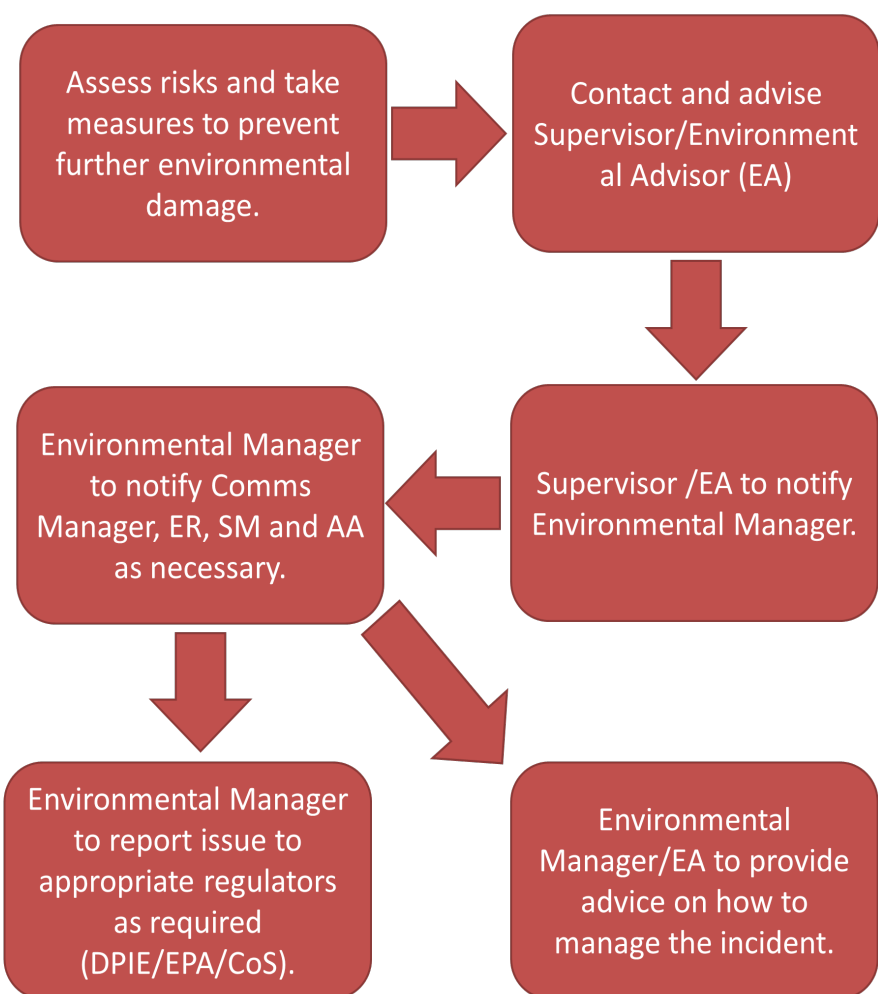 Assess risks and take
measures to prevent
further environmental
damage.
Contact and advise
Supervisor/Environment
al Advisor (EA)
Supervisor /EA to notify
Environmental Manager.
Environmental Manager
to notify Comms
Manager, ER, SM and AA
as necessary.
Environmental Manager
to report issue to
appropriate regulators
as required
(DPIE/EPA/CoS).
Environmental
Manager/EA to provide
advice on how to
manage the incident.